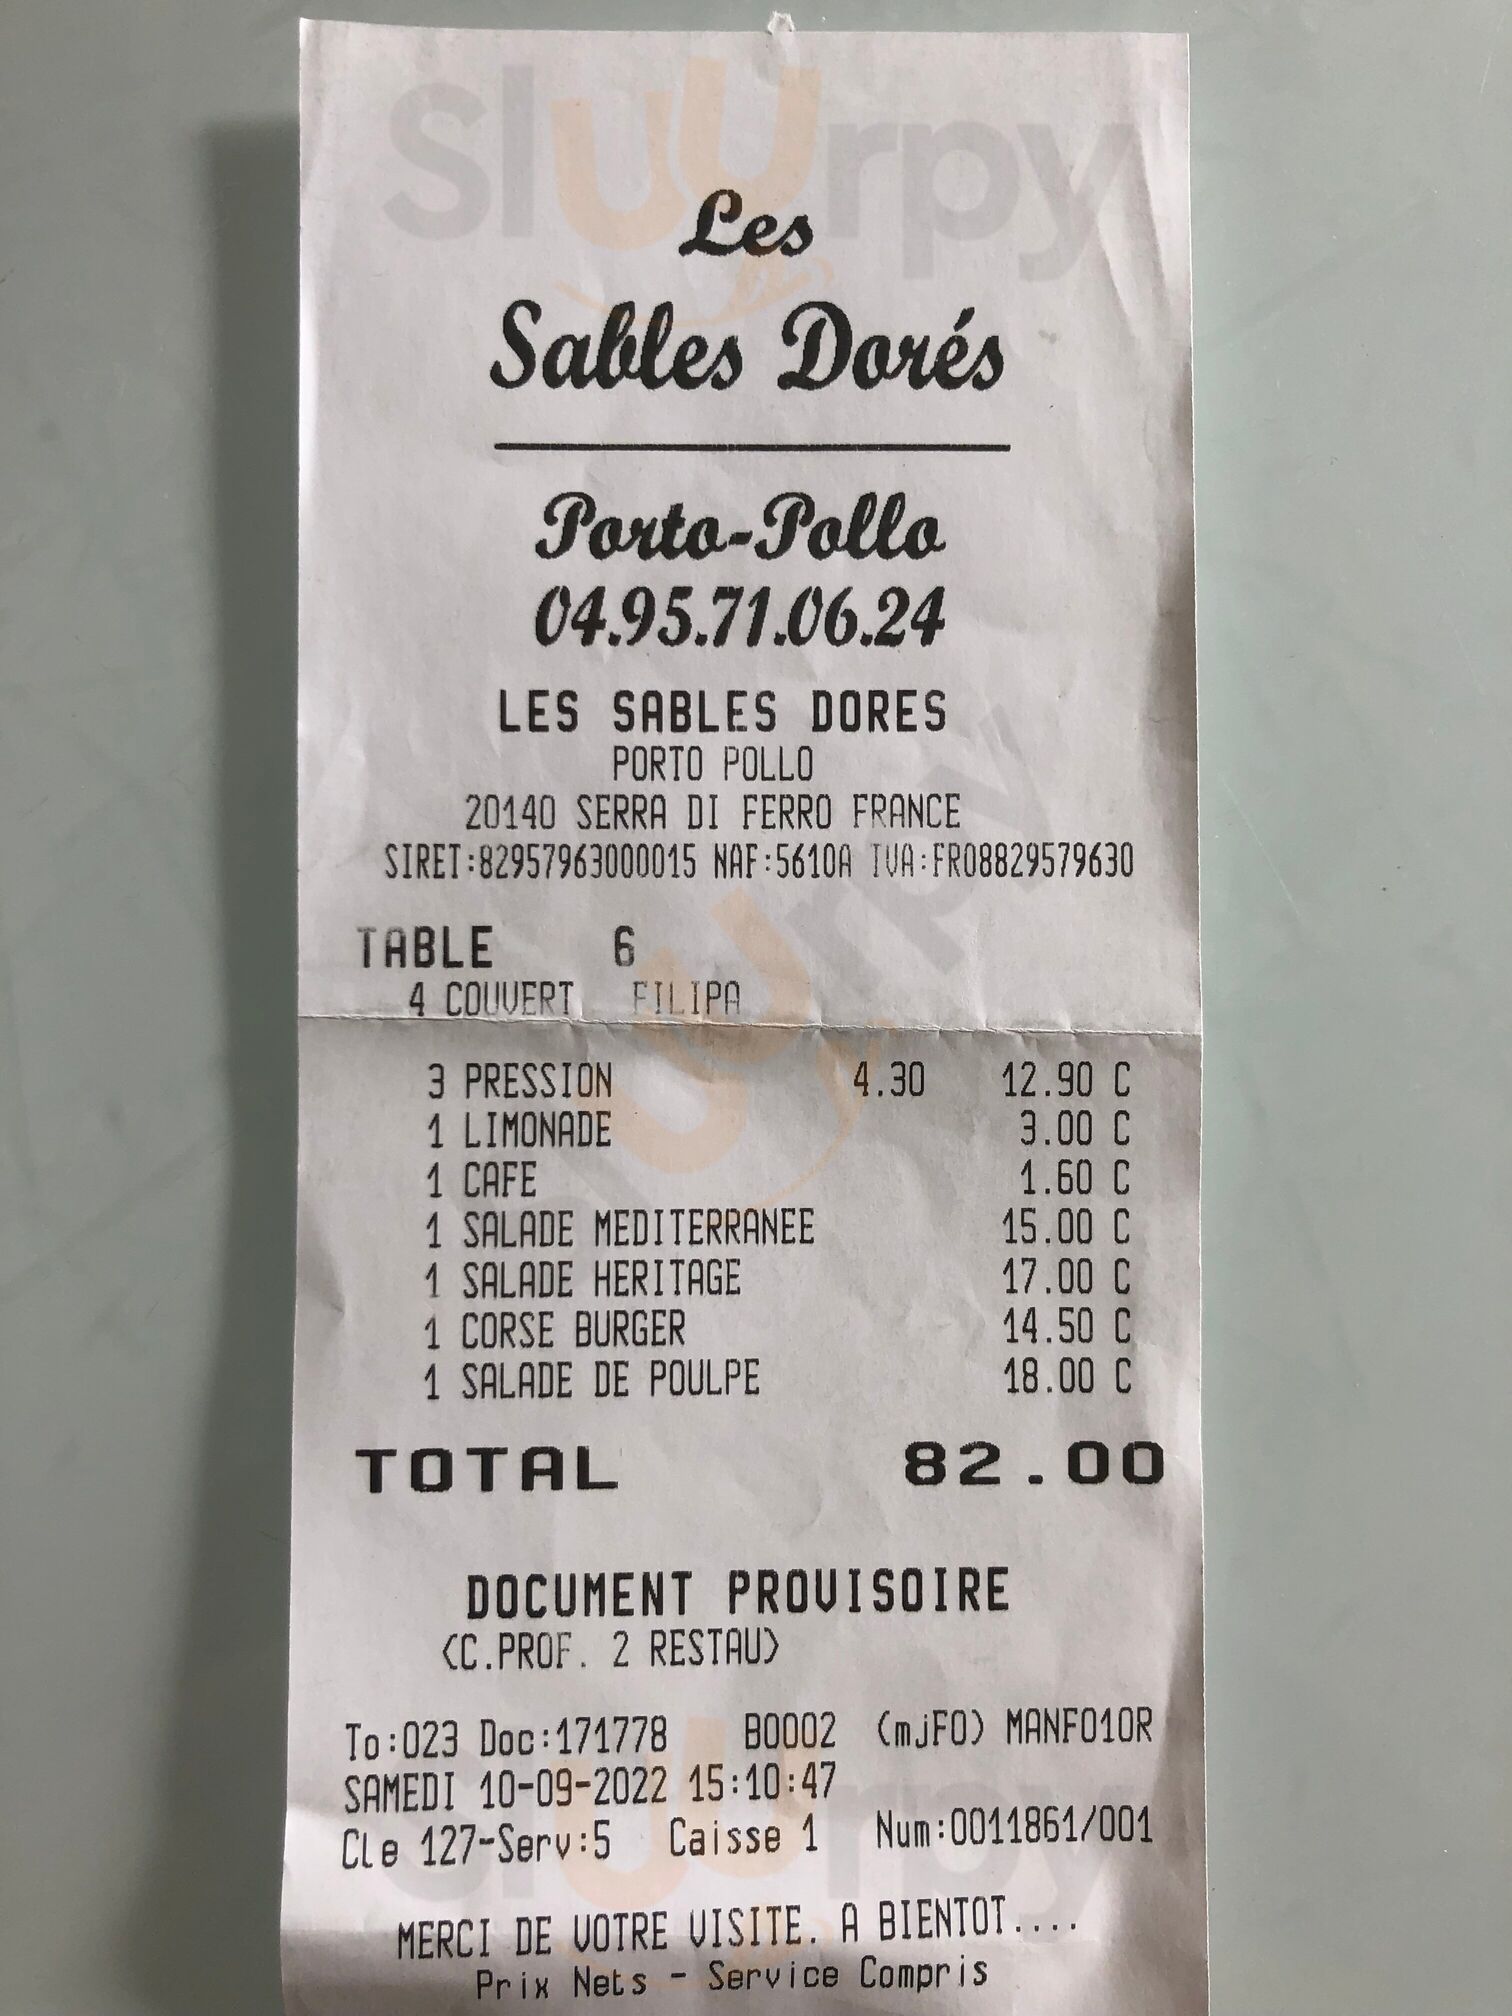 Sluurpy
Les
Sables Dorés
Porto-Pollo
04.95.71.06.24
LES SABLES DORES
PORTO POLLO
20140 SERRA DI FERRO FRANCE
SIRET:82957963000015 NAF:5610A TVA:FR08829579630
TABLE 6
4 COUVERT FILIPA
3 PRESSION 4.30 12.90 C
1 LIMONADE 3.00 C
1 CAFE 1.60 C
1 SALADE MEDITERRANEE 15.00 C
1 SALADE HERITAGE 17.00 C
1 CORSE BURGER 14.50 C
1 SALADE DE POULPE 18.00 C
TOTAL 82.00
DOCUMENT PROVISOIRE
(C.PROF. 2 RESTAU)
To:023 Doc:171778 B0002 (mjF0) MANF010R
SAMEDI 10-09-2022 15:10:47
Cle 127-Serv:5 Caisse 1 Num:0011861/001
MERCI DE VOTRE VISITE. A BIENTOT....
Prix Nets - Service Compris